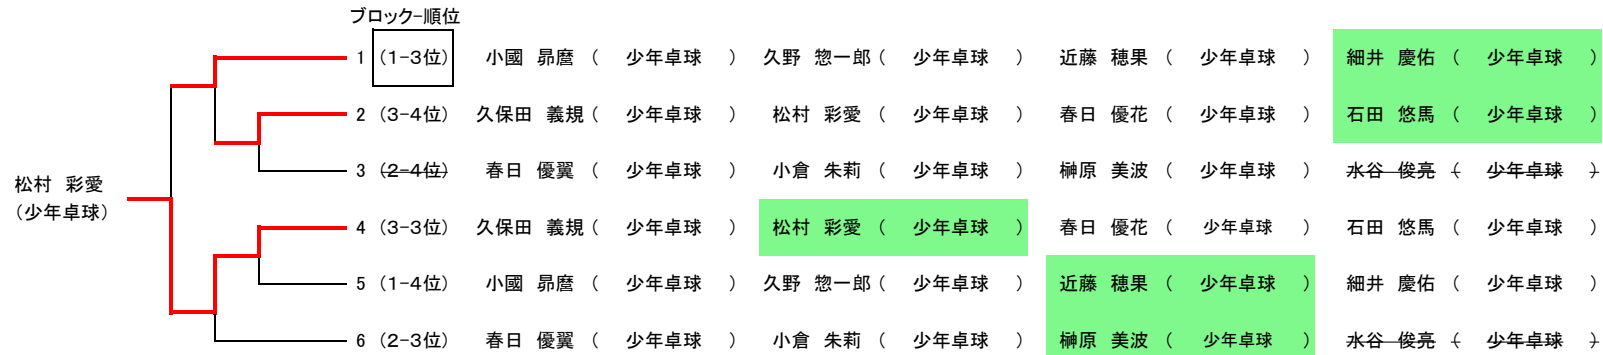 ブロック-順位
1 (1-3位) 小國 昴麿 ( 少年卓球 ) 久野 惣一郎 ( 少年卓球 ) 近藤 穂果 ( 少年卓球 ) 細井 慶佑 ( 少年卓球 )
2 (3-4位) 久保田 義規 ( 少年卓球 ) 松村 彩愛 ( 少年卓球 ) 春日 優花 ( 少年卓球 ) 石田 悠馬 ( 少年卓球 )
3 (2-4位) 春日 優翼 ( 少年卓球 ) 小倉 朱莉 ( 少年卓球 ) 榊原 美波 ( 少年卓球 ) 水谷 俊亮 ( 少年卓球 )
松村 彩愛
(少年卓球)
4 (3-3位) 久保田 義規 ( 少年卓球 ) 松村 彩愛 ( 少年卓球 ) 春日 優花 ( 少年卓球 ) 石田 悠馬 ( 少年卓球 )
5 (1-4位) 小國 昴麿 ( 少年卓球 ) 久野 惣一郎 ( 少年卓球 ) 近藤 穂果 ( 少年卓球 ) 細井 慶佑 ( 少年卓球 )
6 (2-3位) 春日 優翼 ( 少年卓球 ) 小倉 朱莉 ( 少年卓球 ) 榊原 美波 ( 少年卓球 ) 水谷 俊亮 ( 少年卓球 )